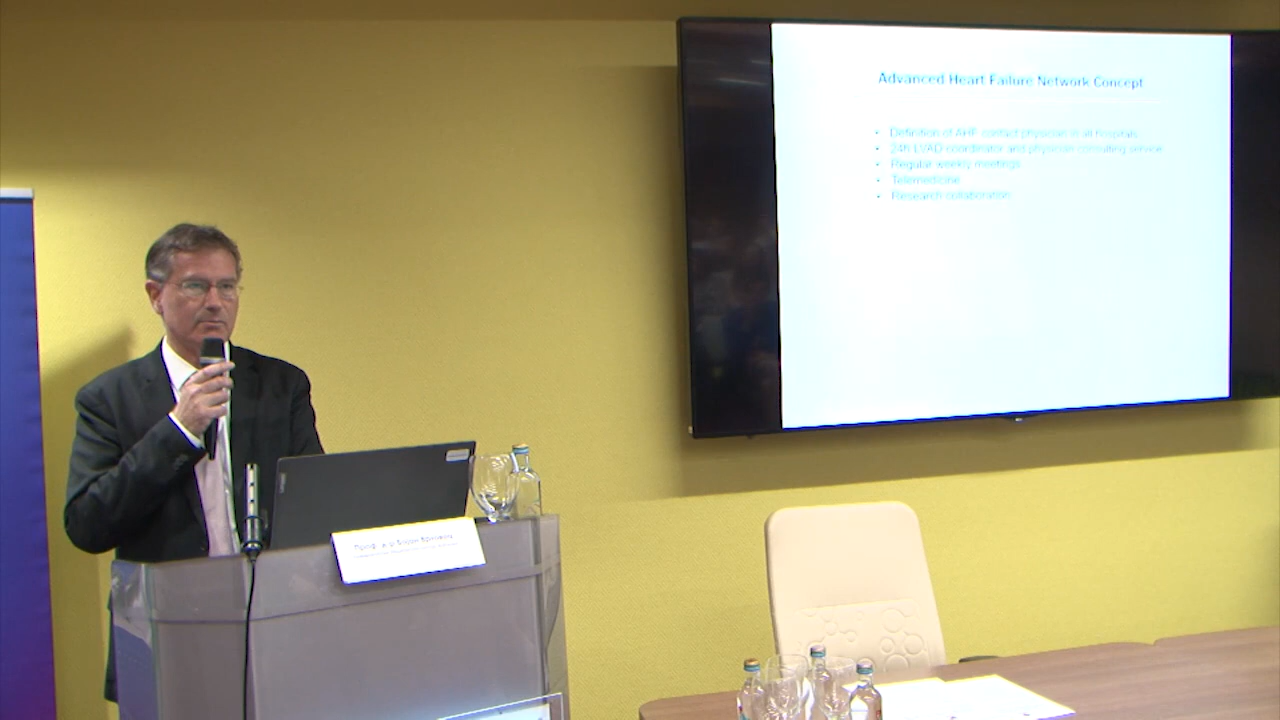 Advanced Heart Failure Network Concept
• Definition of AHF contact physician in all hospitals
• 24h LVAD coordinator and physician consulting service
• Regular weekly meetings
• Telemedicine
• Research collaboration